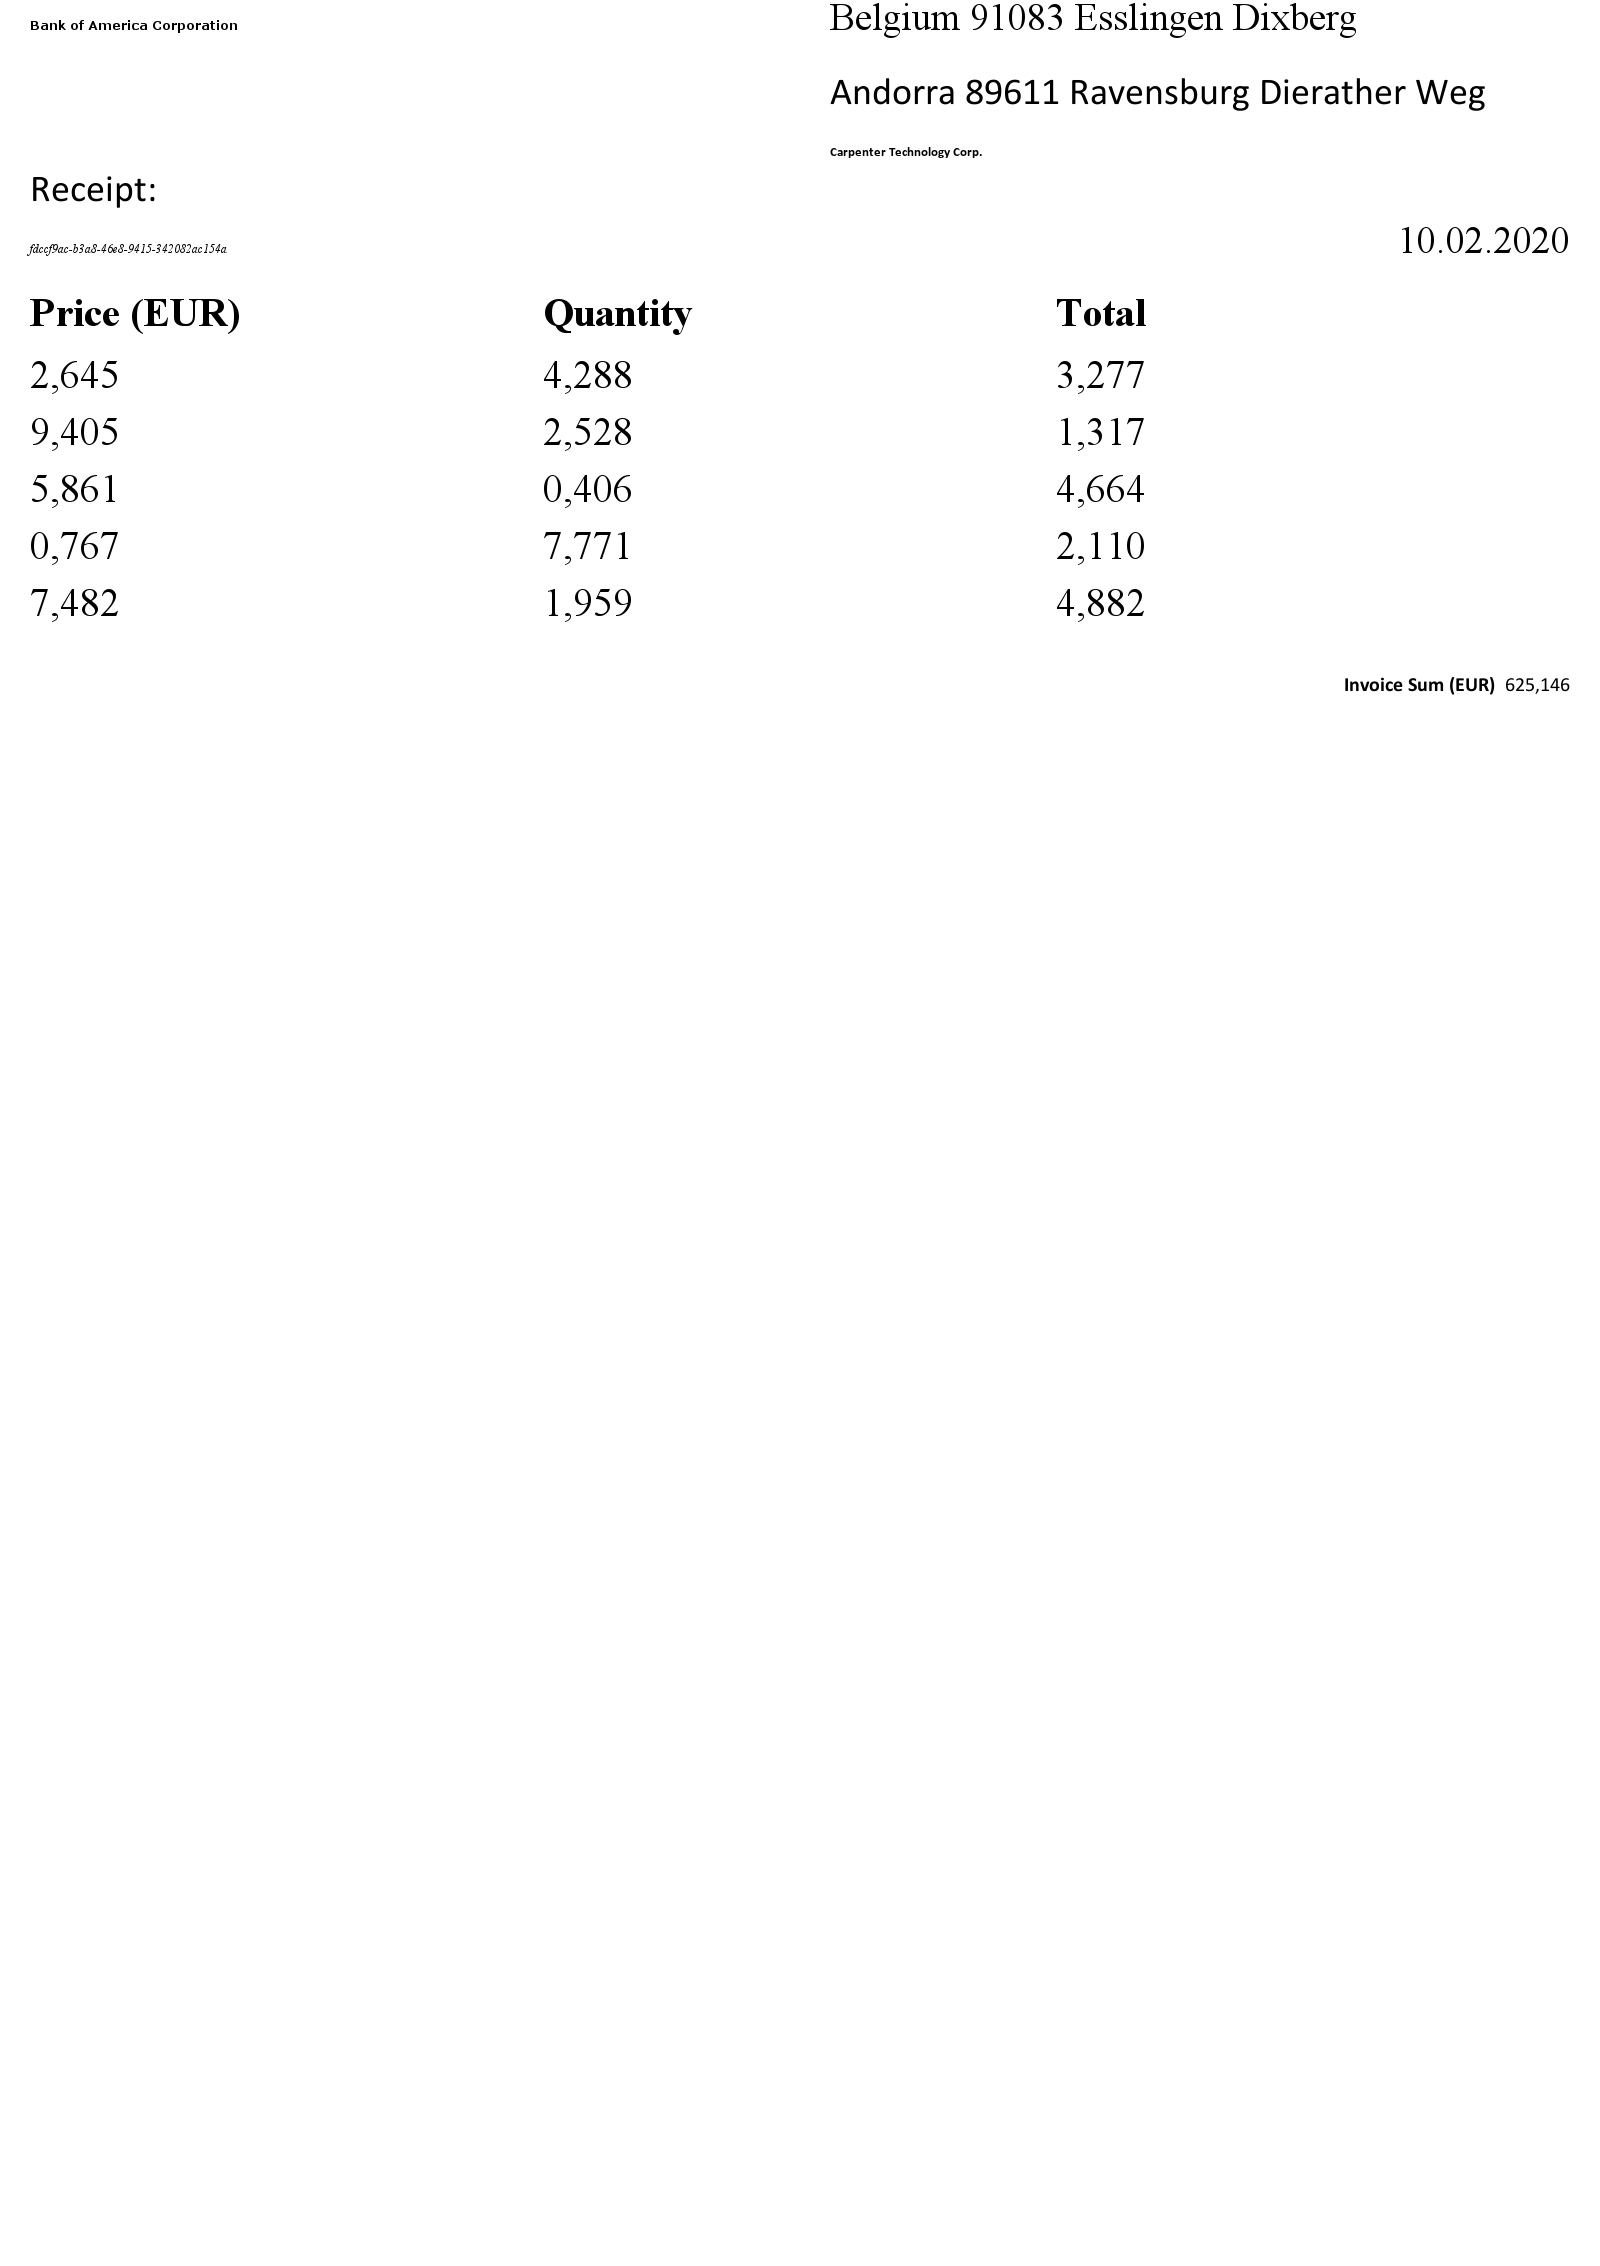 Bank of America Corporation
Belgium 91083 Esslingen Dixberg
Andorra 89611 Ravensburg Dierather Weg
Carpenter Technology Corp.
Receipt:
fdccf9ac-b3a8-46e8-9415-342082ac154a
10.02.2020
Price (EUR) Quantity Total
2,645 4,288 3,277
9,405 2,528 1,317
5,861 0,406 4,664
0,767 7,771 2,110
7,482 1,959 4,882
Invoice Sum (EUR) 625,146